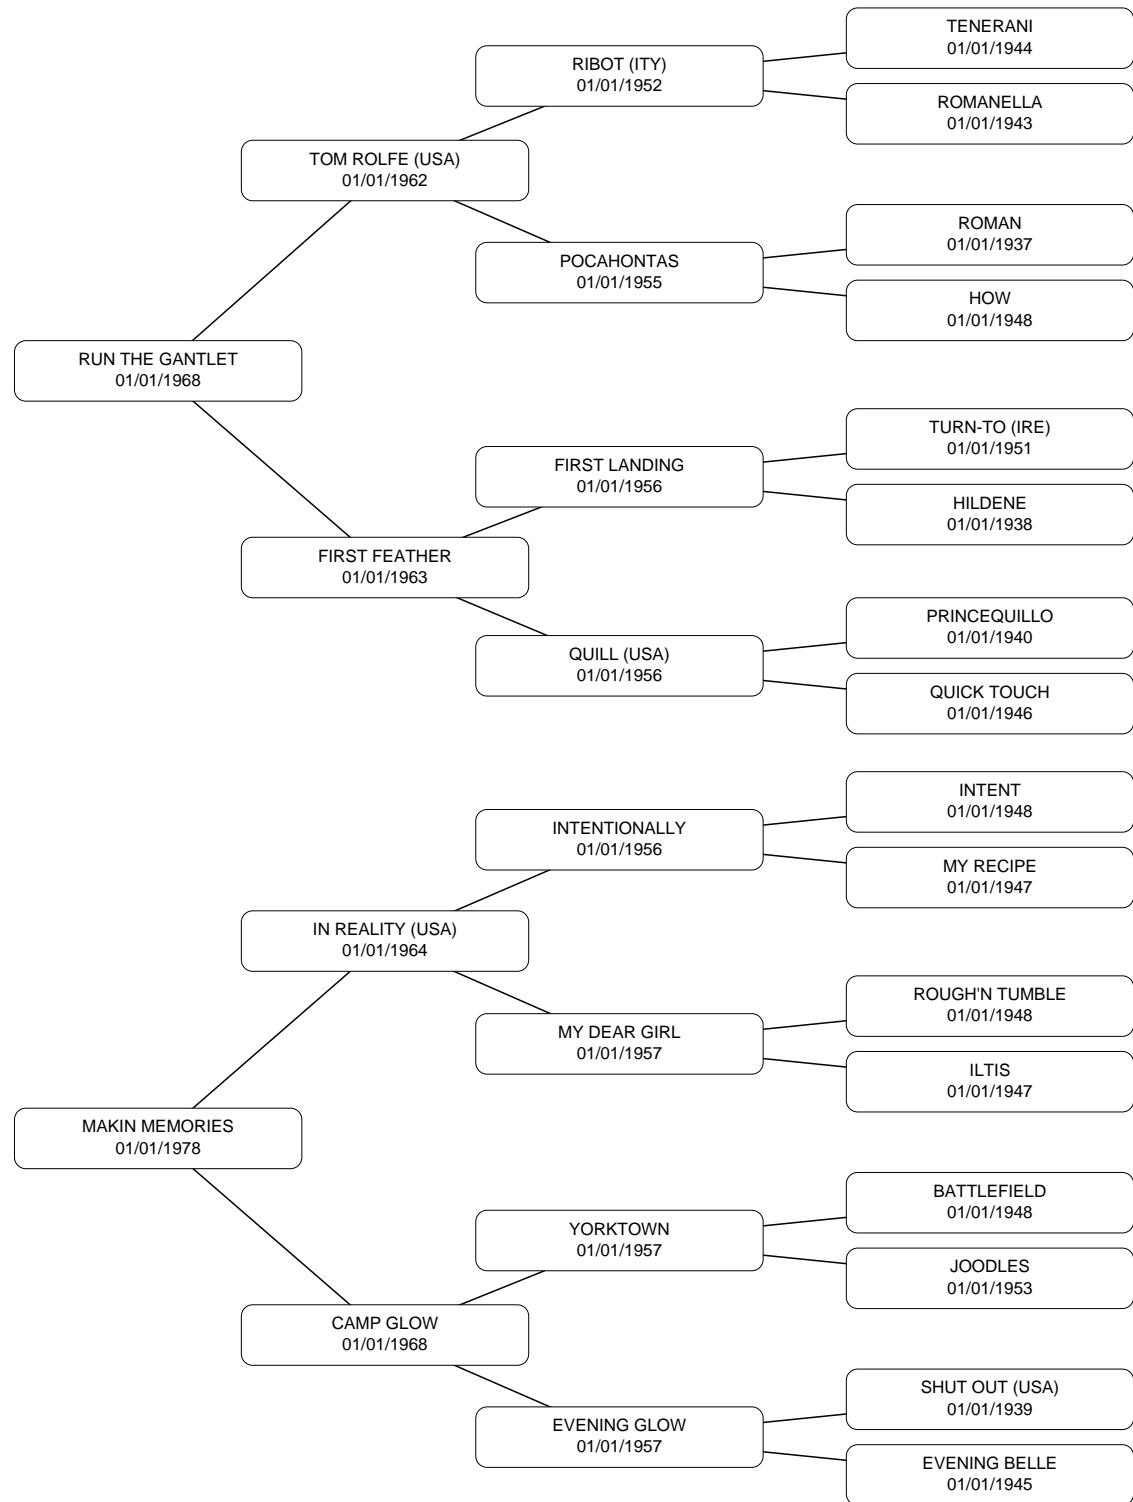 TENERANI
01/01/1944
RIBOT (ITY)
01/01/1952
ROMANELLA
01/01/1943
TOM ROLFE (USA)
01/01/1962
ROMAN
01/01/1937
POCAHONTAS
01/01/1955
HOW
01/01/1948
RUN THE GANTLET
01/01/1968
TURN-TO (IRE)
01/01/1951
FIRST LANDING
01/01/1956
HILDENE
01/01/1938
FIRST FEATHER
01/01/1963
PRINCEQUILLO
01/01/1940
QUILL (USA)
01/01/1956
QUICK TOUCH
01/01/1946
INTENT
01/01/1948
INTENTIONALLY
01/01/1956
MY RECIPE
01/01/1947
IN REALITY (USA)
01/01/1964
ROUGH'N TUMBLE
01/01/1948
MY DEAR GIRL
01/01/1957
ILTIS
01/01/1947
MAKIN MEMORIES
01/01/1978
BATTLEFIELD
01/01/1948
YORKTOWN
01/01/1957
JOODLES
01/01/1953
CAMP GLOW
01/01/1968
SHUT OUT (USA)
01/01/1939
EVENING GLOW
01/01/1957
EVENING BELLE
01/01/1945